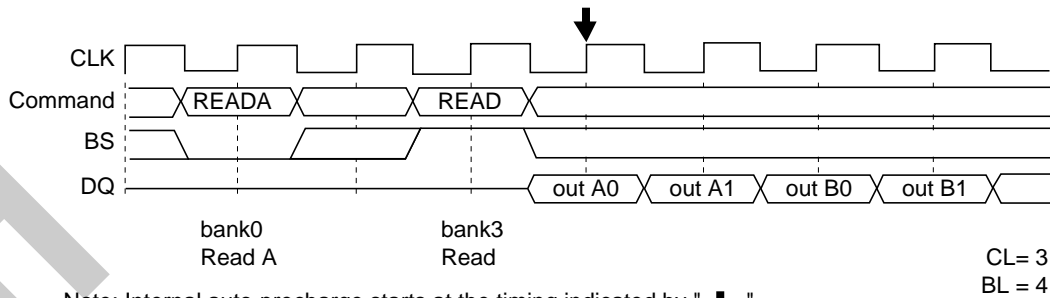 CLK
Command READA READ
BS
DQ out A0 out A1 out B0 out B1
bank0 bank3
Read A Read
CL= 3
BL = 4
Note: Internal auto-precharge starts at the timing indicated by " ".